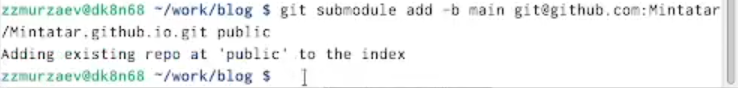 zzmurzaev@dk8n68 ~/work/blog $ git submodule add -b main git@github.com:Mintatar
/Mintatar.github.io.git public
Adding existing repo at 'public' to the index
zzmurzaev@dk8n68 ~/work/blog $